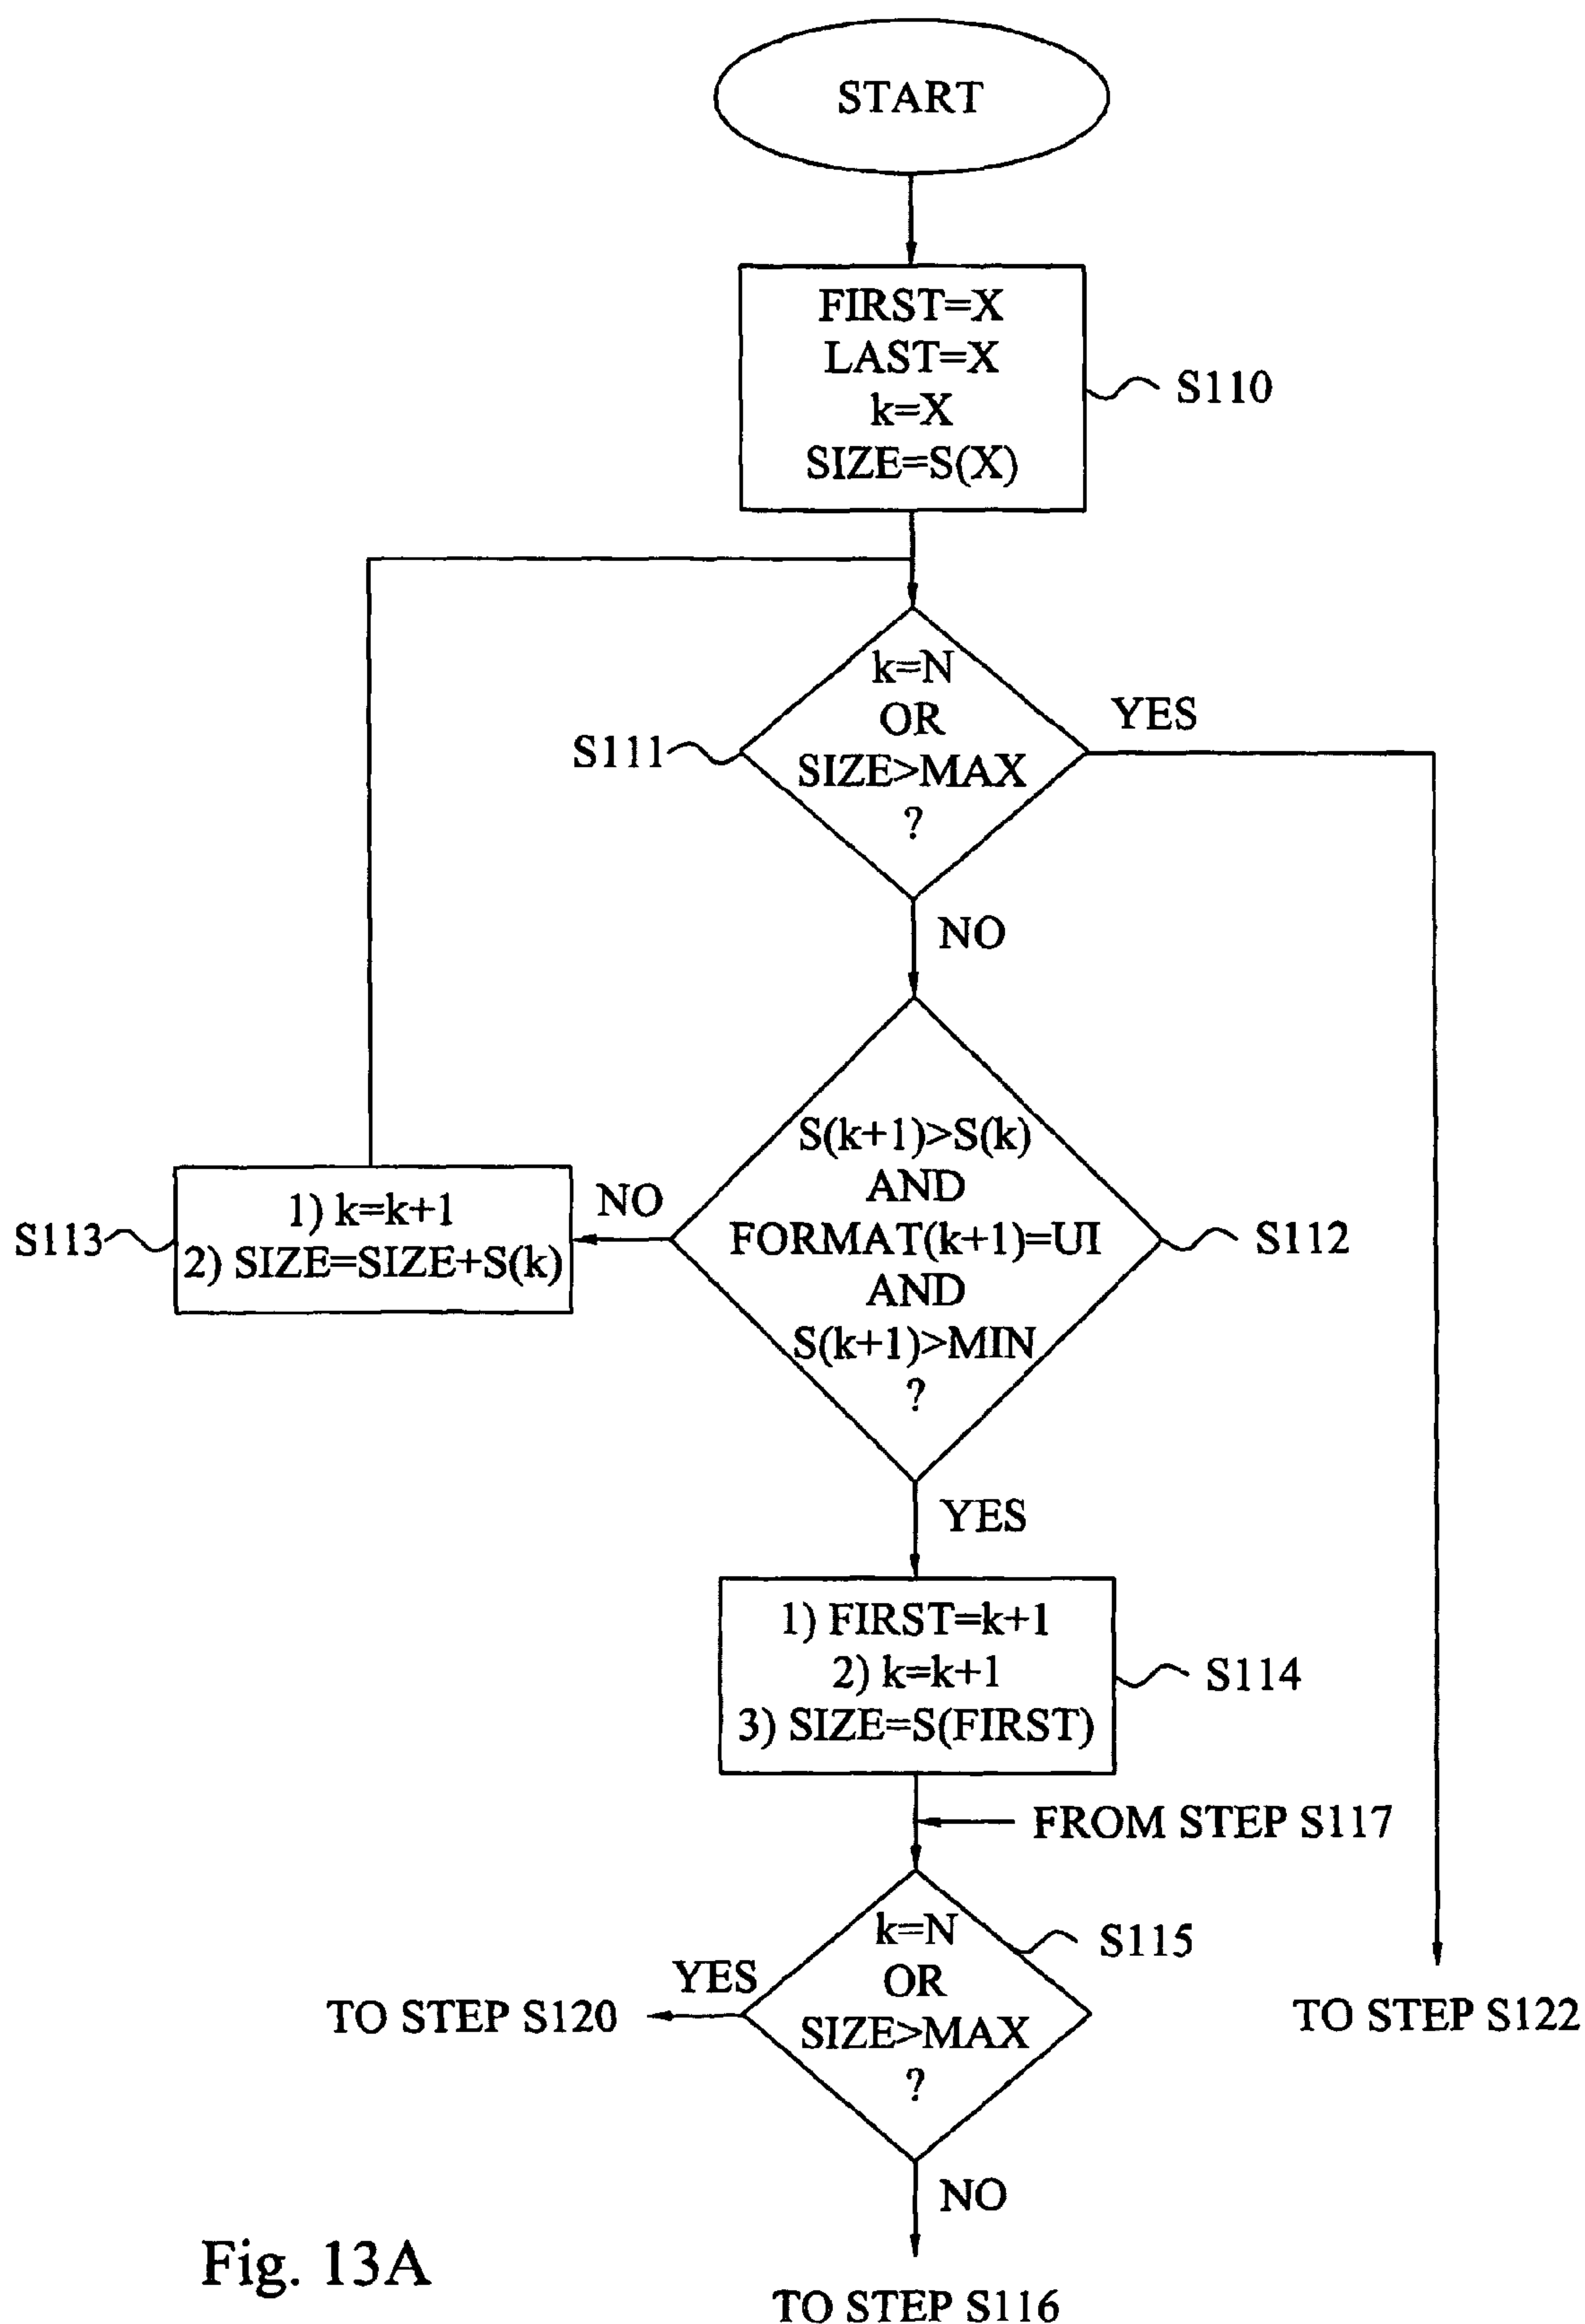 START
FIRST=X
LAST=X
k=X
SIZE=S(X)
S110
k=N
OR
SIZE>MAX
?
S111
YES
NO
S(k+1)>S(k)
AND
FORMAT(k+1)=UI
AND
S(k+1)>MIN
?
S112
NO
1) k=k+1
2) SIZE=SIZE+S(k)
S113
YES
1) FIRST=k+1
2) k=k+1
3) SIZE=S(FIRST)
S114
FROM STEP S117
k=N
OR
SIZE>MAX
?
S115
YES
TO STEP S120
TO STEP S122
NO
TO STEP S116
Fig. 13A